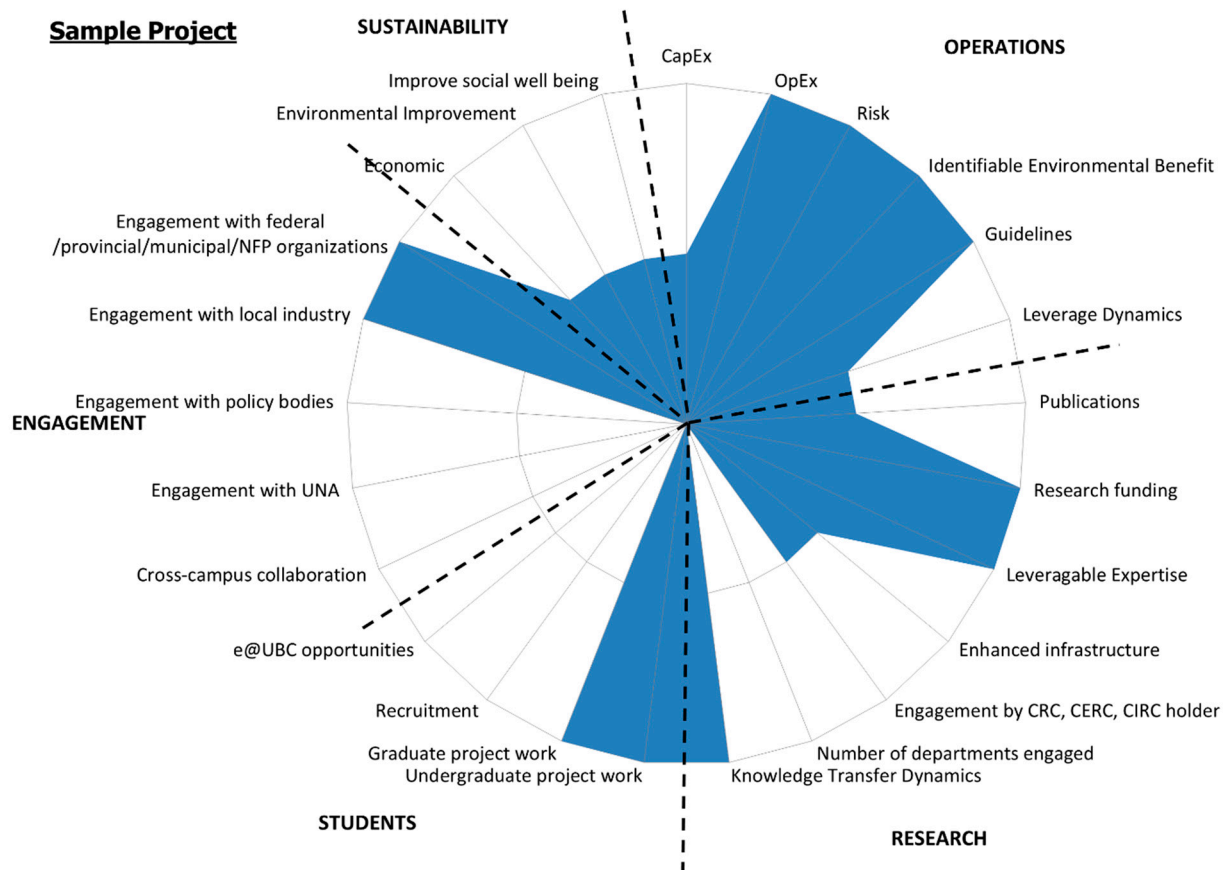 Sample Project
SUSTAINABILITY
OPERATIONS
CapEx
OpEx
Risk
Identifiable Environmental Benefit
Guidelines
Leverage Dynamics
Publications
Research funding
Leveragable Expertise
Enhanced infrastructure
Engagement by CRC, CERC, CIRC holder
Number of departments engaged
Knowledge Transfer Dynamics
RESEARCH
Undergraduate project work
Graduate project work
Recruitment
e@UBC opportunities
STUDENTS
Cross-campus collaboration
Engagement with UNA
ENGAGEMENT
Engagement with policy bodies
Engagement with local industry
Engagement with federal
/provincial/municipal/NFP organizations
Economic
Environmental Improvement
Improve social well being